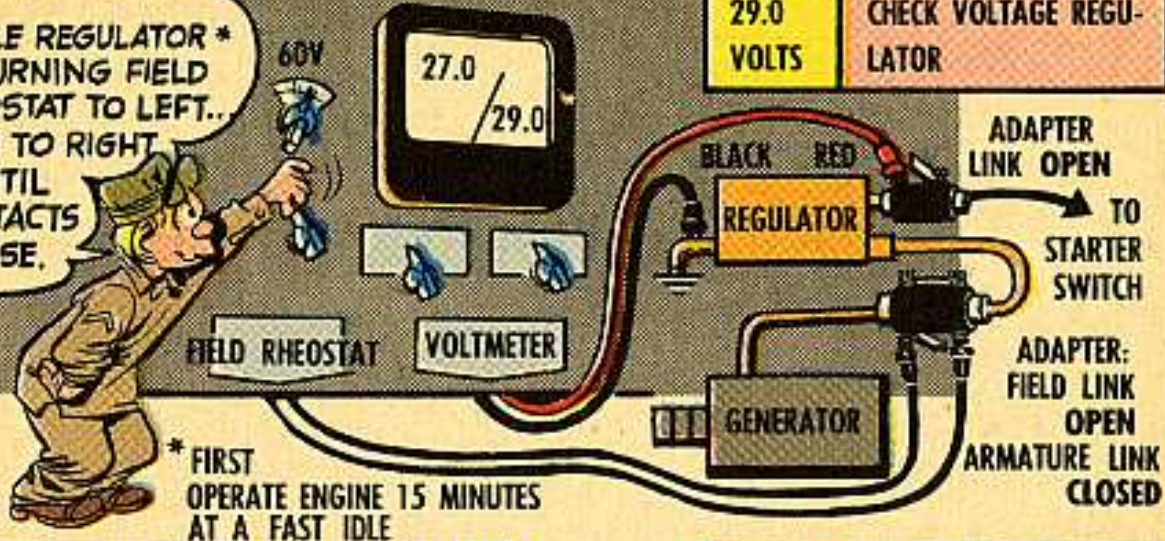 LE REGULATOR *
URNING FIELD
STAT TO LEFT...
TO RIGHT
TIL
TACTS
SE.
60V
27.0
/29.0
29.0
VOLTS
CHECK VOLTAGE REGU-
LATOR
BLACK RED
REGULATOR
ADAPTER
LINK OPEN
TO
STARTER
SWITCH
FIELD RHEOSTAT
VOLTMETER
GENERATOR
ADAPTER:
FIELD LINK
OPEN
ARMATURE LINK
CLOSED
* FIRST
OPERATE ENGINE 15 MINUTES
AT A FAST IDLE